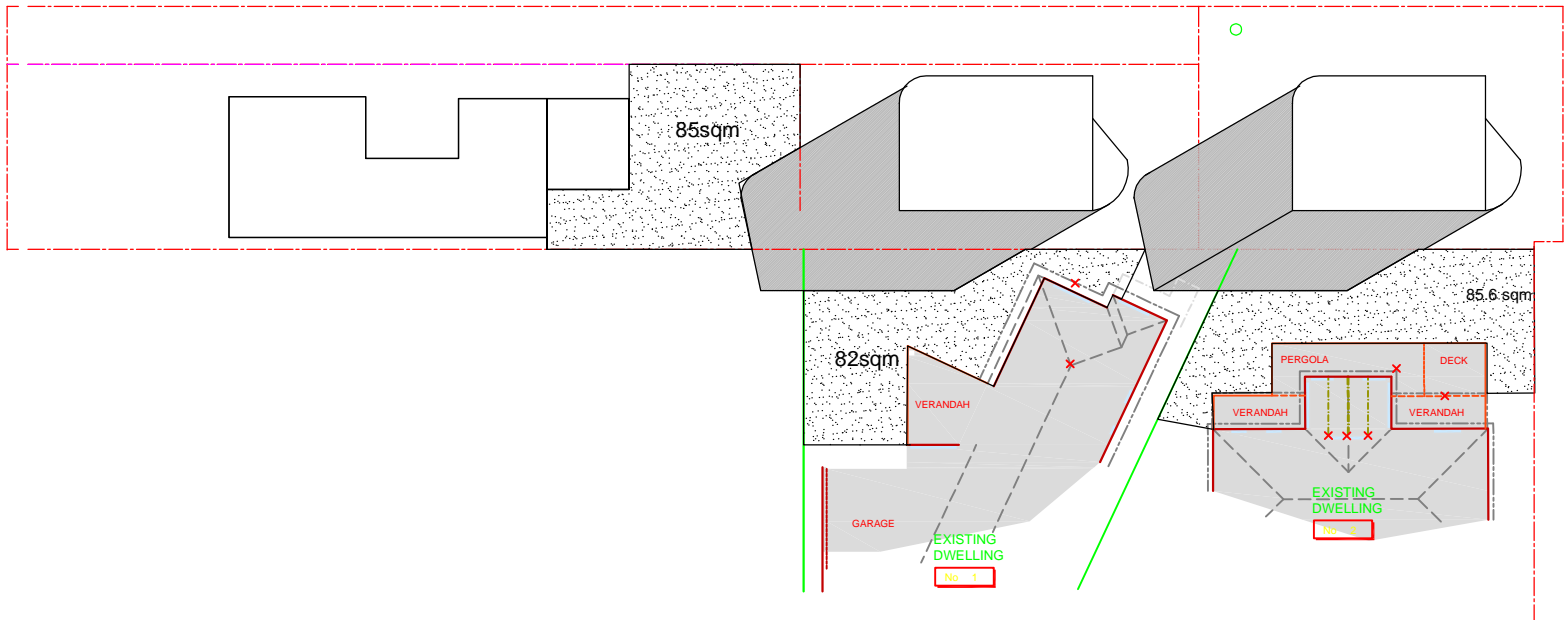 85sqm
85.6 sqm
82sqm
PERGOLA
DECK
VERANDAH
VERANDAH
VERANDAH
EXISTING
DWELLING
GARAGE
EXISTING
DWELLING
No 1